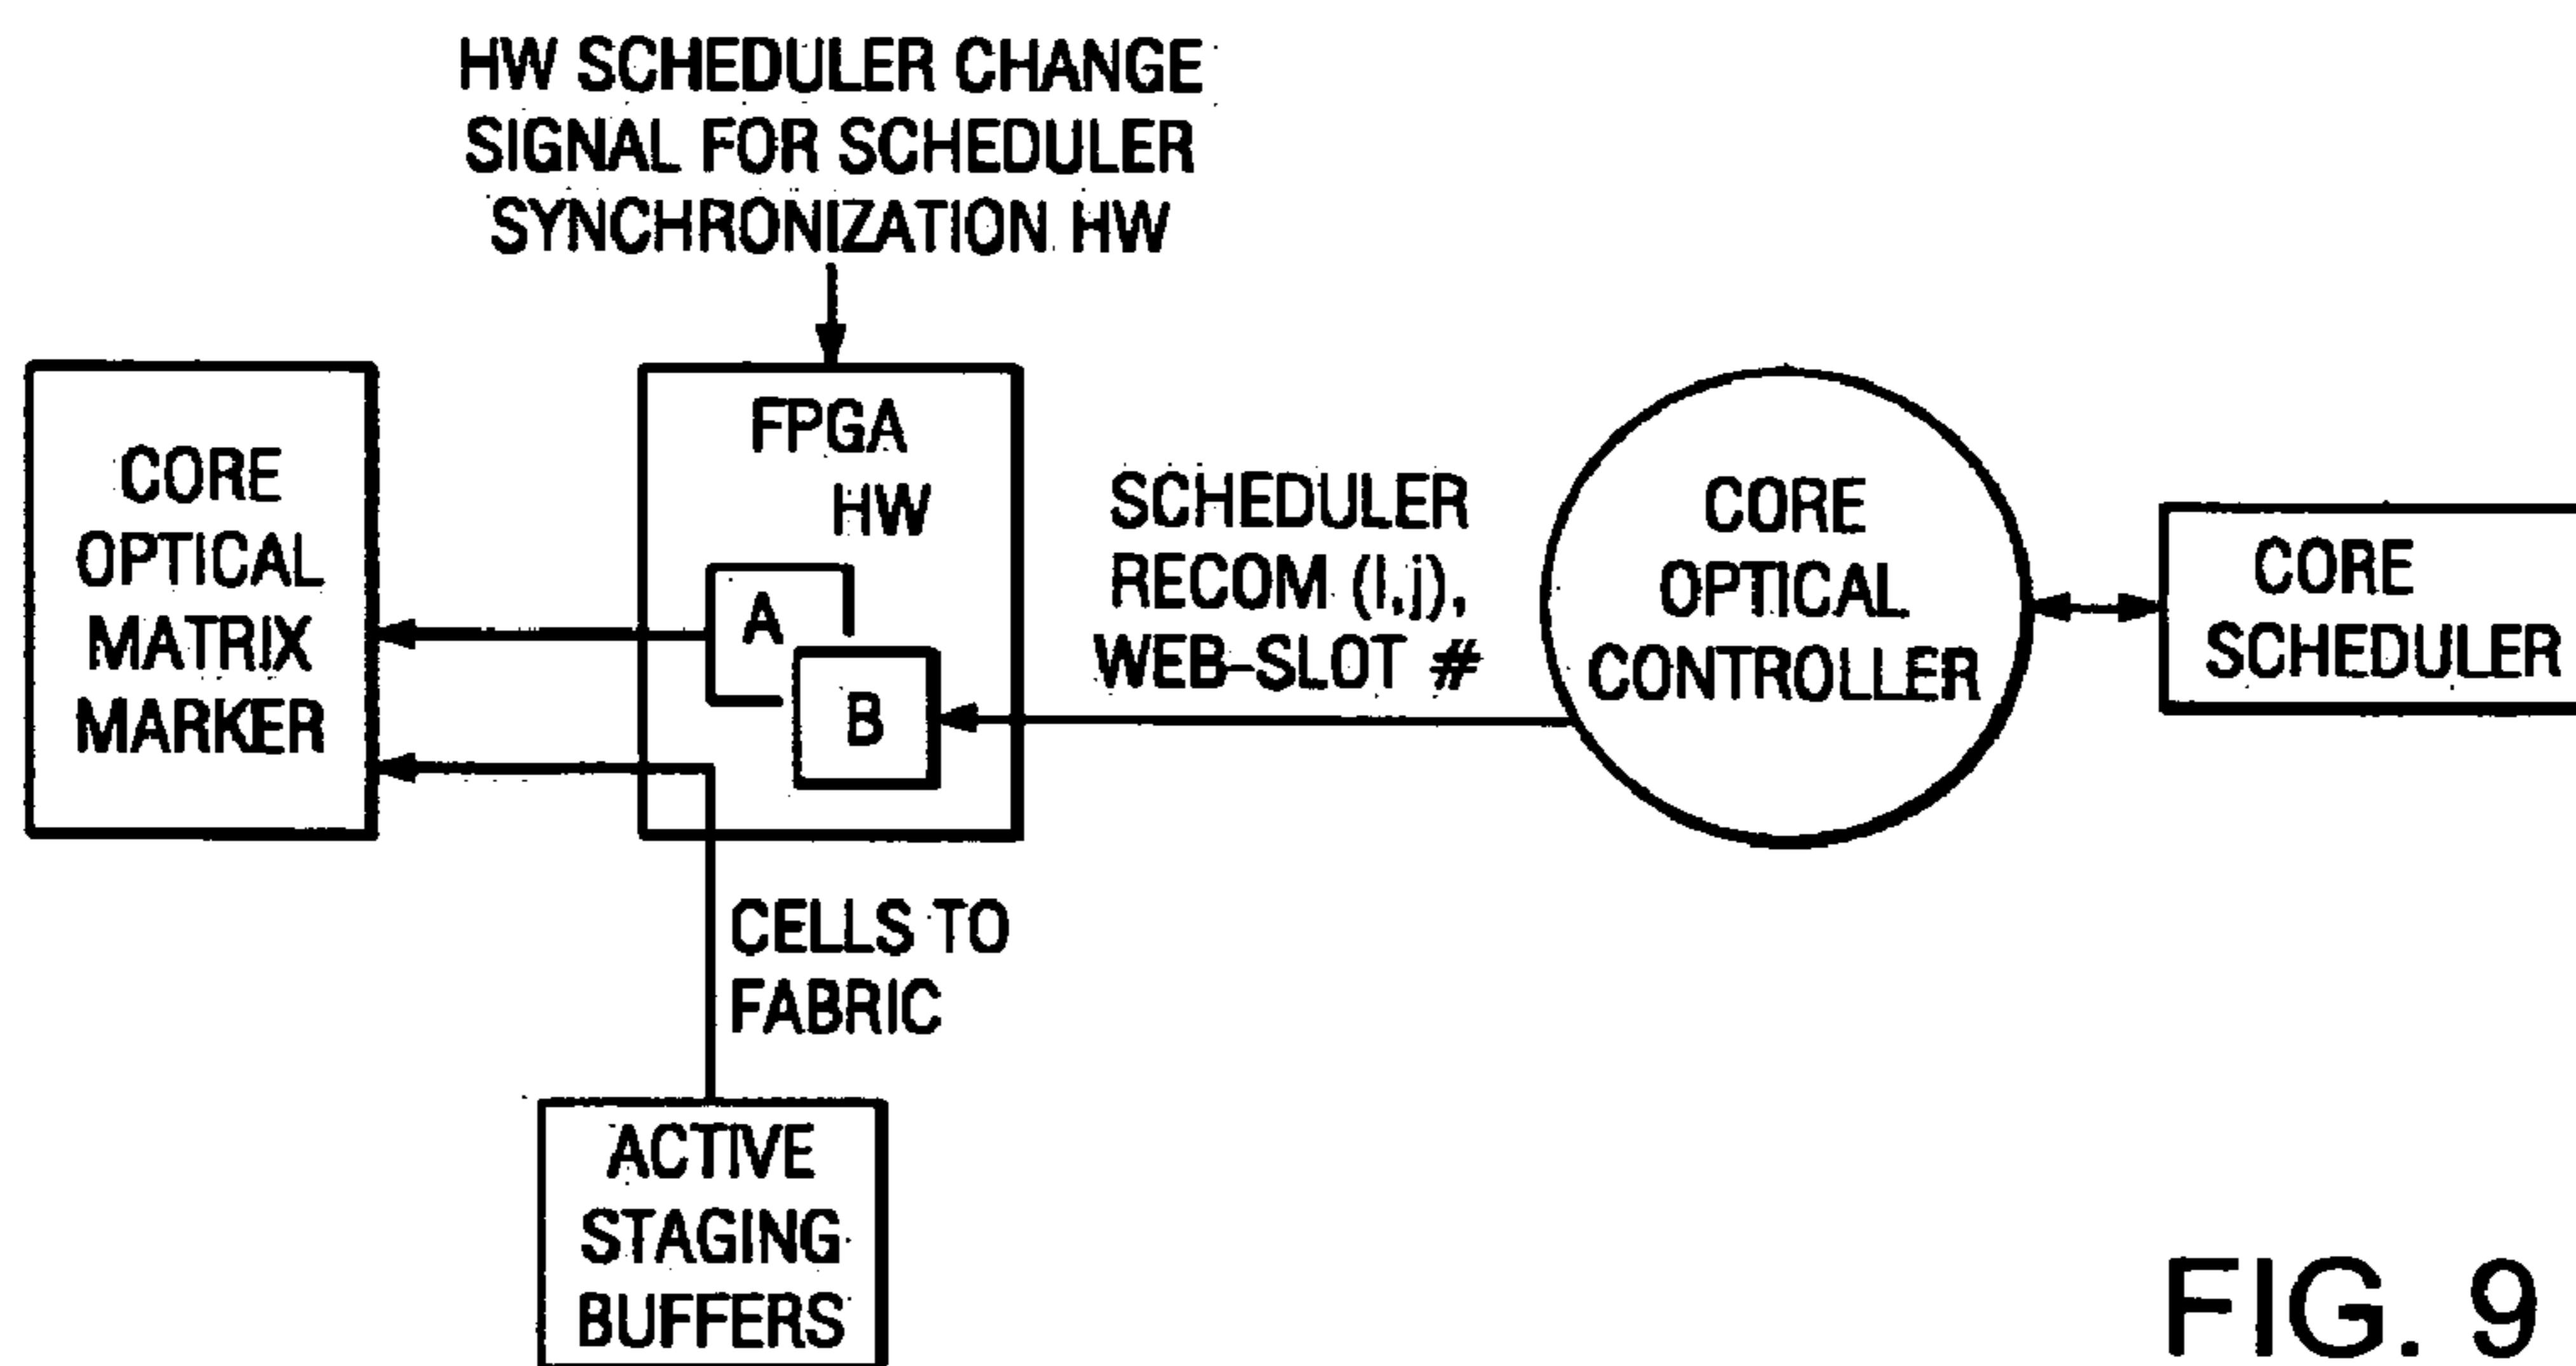 HW SCHEDULER CHANGE
SIGNAL FOR SCHEDULER
SYNCHRONIZATION HW
CORE
OPTICAL
MATRIX
MARKER
FPGA
HW
A
B
SCHEDULER
RECOM (I,j),
WEB-SLOT #
CORE
OPTICAL
CONTROLLER
CORE
SCHEDULER
CELLS TO
FABRIC
ACTIVE
STAGING
BUFFERS
FIG. 9